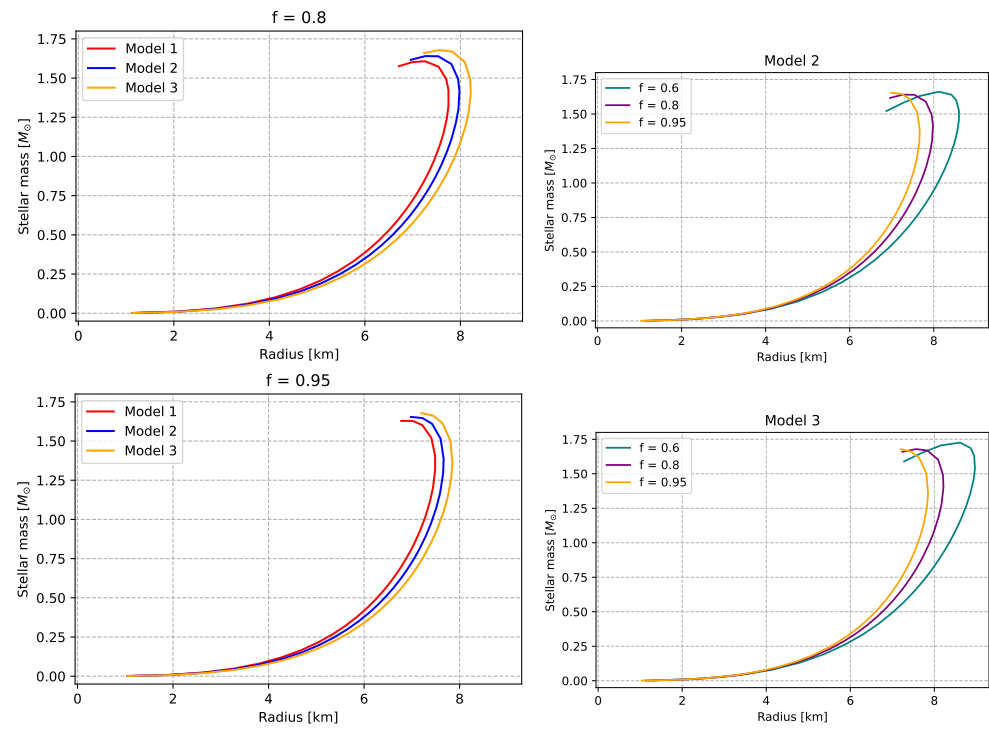 f = 0.8
Stellar mass [M☉]
1.75
1.50
1.25
1.00
0.75
0.50
0.25
0.00
Model 1
Model 2
Model 3
0 2 4 6 8
Radius [km]
Model 2
Stellar mass [M☉]
1.75
1.50
1.25
1.00
0.75
0.50
0.25
0.00
f = 0.6
f = 0.8
f = 0.95
0 2 4 6 8
Radius [km]
f = 0.95
Stellar mass [M☉]
1.75
1.50
1.25
1.00
0.75
0.50
0.25
0.00
Model 1
Model 2
Model 3
0 2 4 6 8
Radius [km]
Model 3
Stellar mass [M☉]
1.75
1.50
1.25
1.00
0.75
0.50
0.25
0.00
f = 0.6
f = 0.8
f = 0.95
0 2 4 6 8
Radius [km]